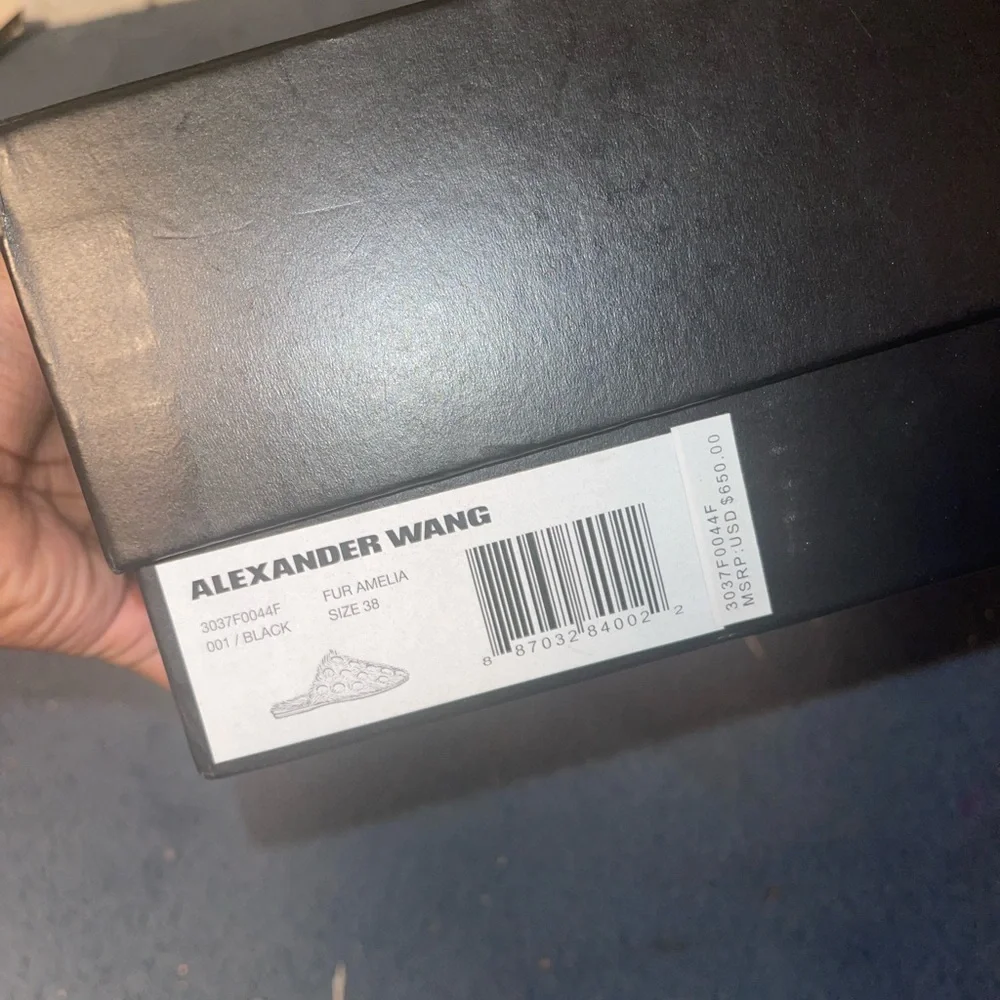 ALEXANDER WANG
3037F0044F
001 / BLACK
FUR AMELIA
SIZE 38
8 87032 84002 2
3037F0044F
MSRP:USD $650.00